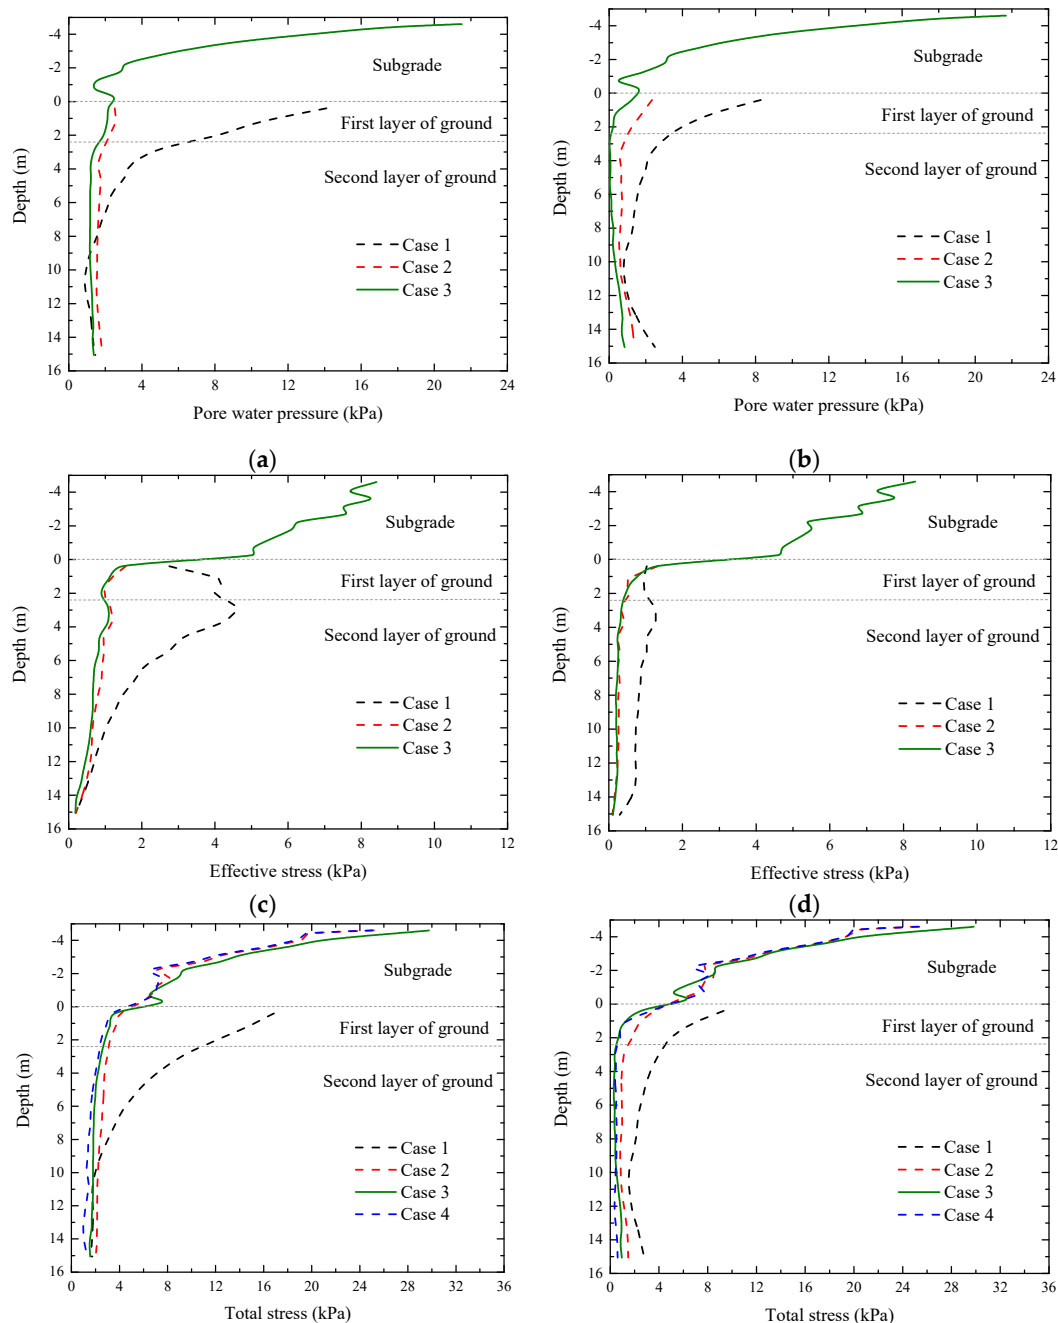 -4
-2
0
2
4
6
8
10
12
14
16
Depth (m)
Subgrade
First layer of ground
Second layer of ground
Case 1
Case 2
Case 3
0 4 8 12 16 20 24
Pore water pressure (kPa)
(a)
-4
-2
0
2
4
6
8
10
12
14
16
Depth (m)
Subgrade
First layer of ground
Second layer of ground
Case 1
Case 2
Case 3
0 4 8 12 16 20 24
Pore water pressure (kPa)
(b)
-4
-2
0
2
4
6
8
10
12
14
16
Depth (m)
Subgrade
First layer of ground
Second layer of ground
Case 1
Case 2
Case 3
0 2 4 6 8 10 12
Effective stress (kPa)
(c)
-4
-2
0
2
4
6
8
10
12
14
16
Depth (m)
Subgrade
First layer of ground
Second layer of ground
Case 1
Case 2
Case 3
0 2 4 6 8 10 12
Effective stress (kPa)
(d)
-4
-2
0
2
4
6
8
10
12
14
16
Depth (m)
Subgrade
First layer of ground
Second layer of ground
Case 1
Case 2
Case 3
Case 4
0 4 8 12 16 20 24 28 32 36
Total stress (kPa)
-4
-2
0
2
4
6
8
10
12
14
16
Depth (m)
Subgrade
First layer of ground
Second layer of ground
Case 1
Case 2
Case 3
Case 4
0 4 8 12 16 20 24 28 32 36
Total stress (kPa)